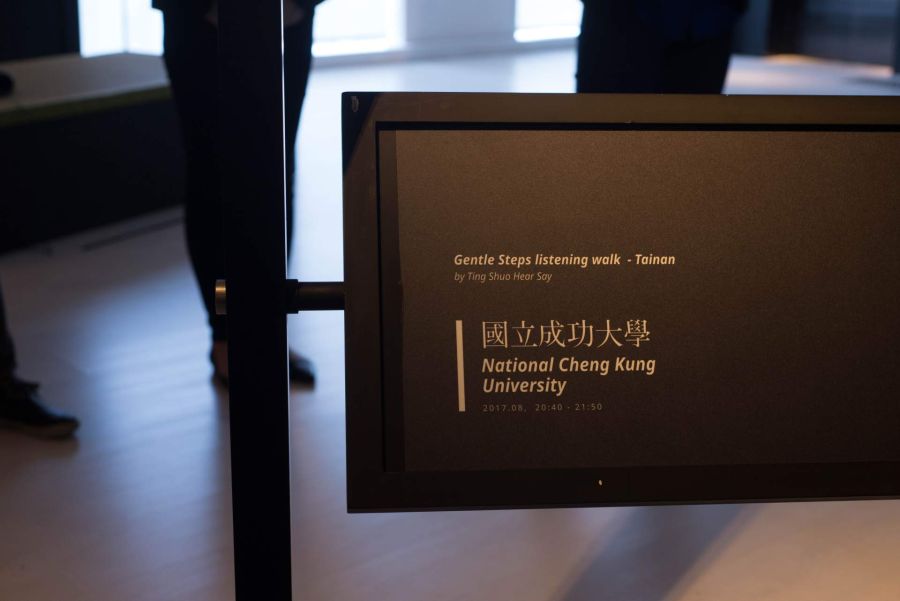 Gentle Steps listening walk - Tainan
by Ting Shuo Hear Say
國立成功大學
National Cheng Kung
University
2017.08, 20:40 - 21:50